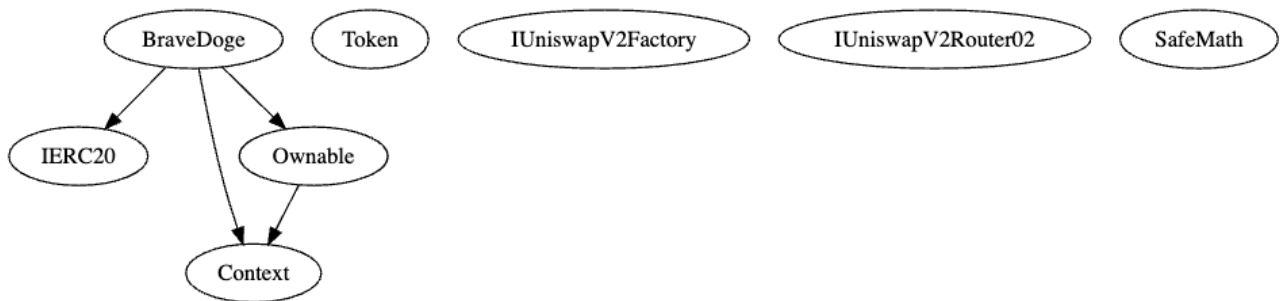 BraveDoge
Token
IUniswapV2Factory
IUniswapV2Router02
SafeMath
IERC20
Ownable
Context